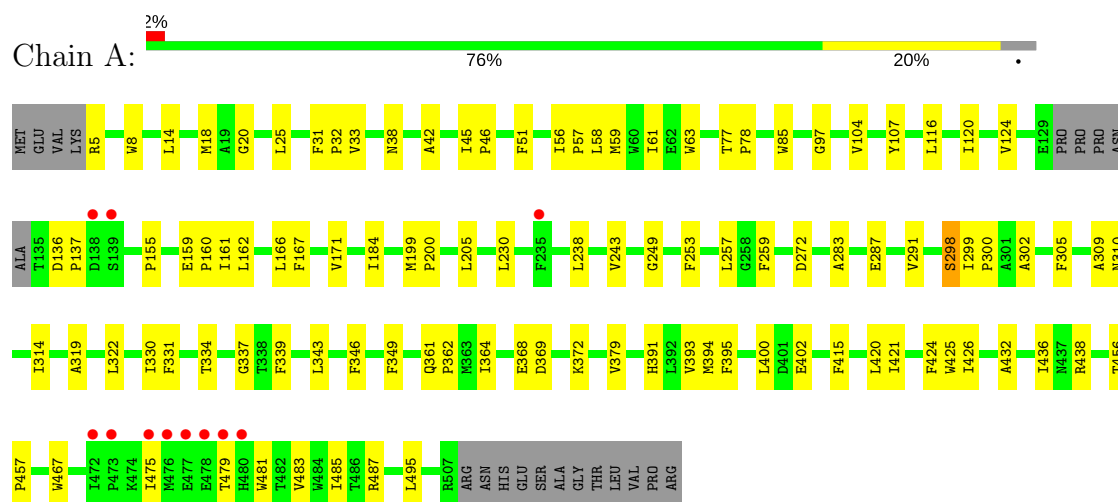 2%
Chain A:
76% 20% •
MET GLU VAL LYS R5 W8 L14 M18 A19 G20 L25 F31 P32 V33 N38 A42 I45 P46 F51 I56 P57 L58 M59 W60 I61 E62 W63 T77 P78 W85 G97 V104 Y107 L116 I120 V124 E129 PRO PRO PRO ASN
ALA T135 D136 P137 D138 S139 P155 E159 P160 I161 L162 L166 F167 V171 I184 M199 P200 L205 L230 F235 L238 V243 G249 F253 L257 G258 F259 D272 A283 E287 V291 S298 I299 P300 A301 A302 F305 A309 N310
I314 A319 L322 I330 F331 T334 G337 T338 F339 L343 F346 F349 Q361 P362 M363 I364 E368 D369 K372 V379 H391 L392 V393 M394 F395 L400 D401 E402 F415 L420 I421 F424 W425 I426 A432 I436 N437 R438 T456
P457 W467 I472 P473 K474 I475 M476 E477 E478 T479 H480 W481 T482 V483 W484 I485 T486 R487 L495 R507 ARG ASN HIS GLU SER ALA GLY THR LEU VAL PRO ARG